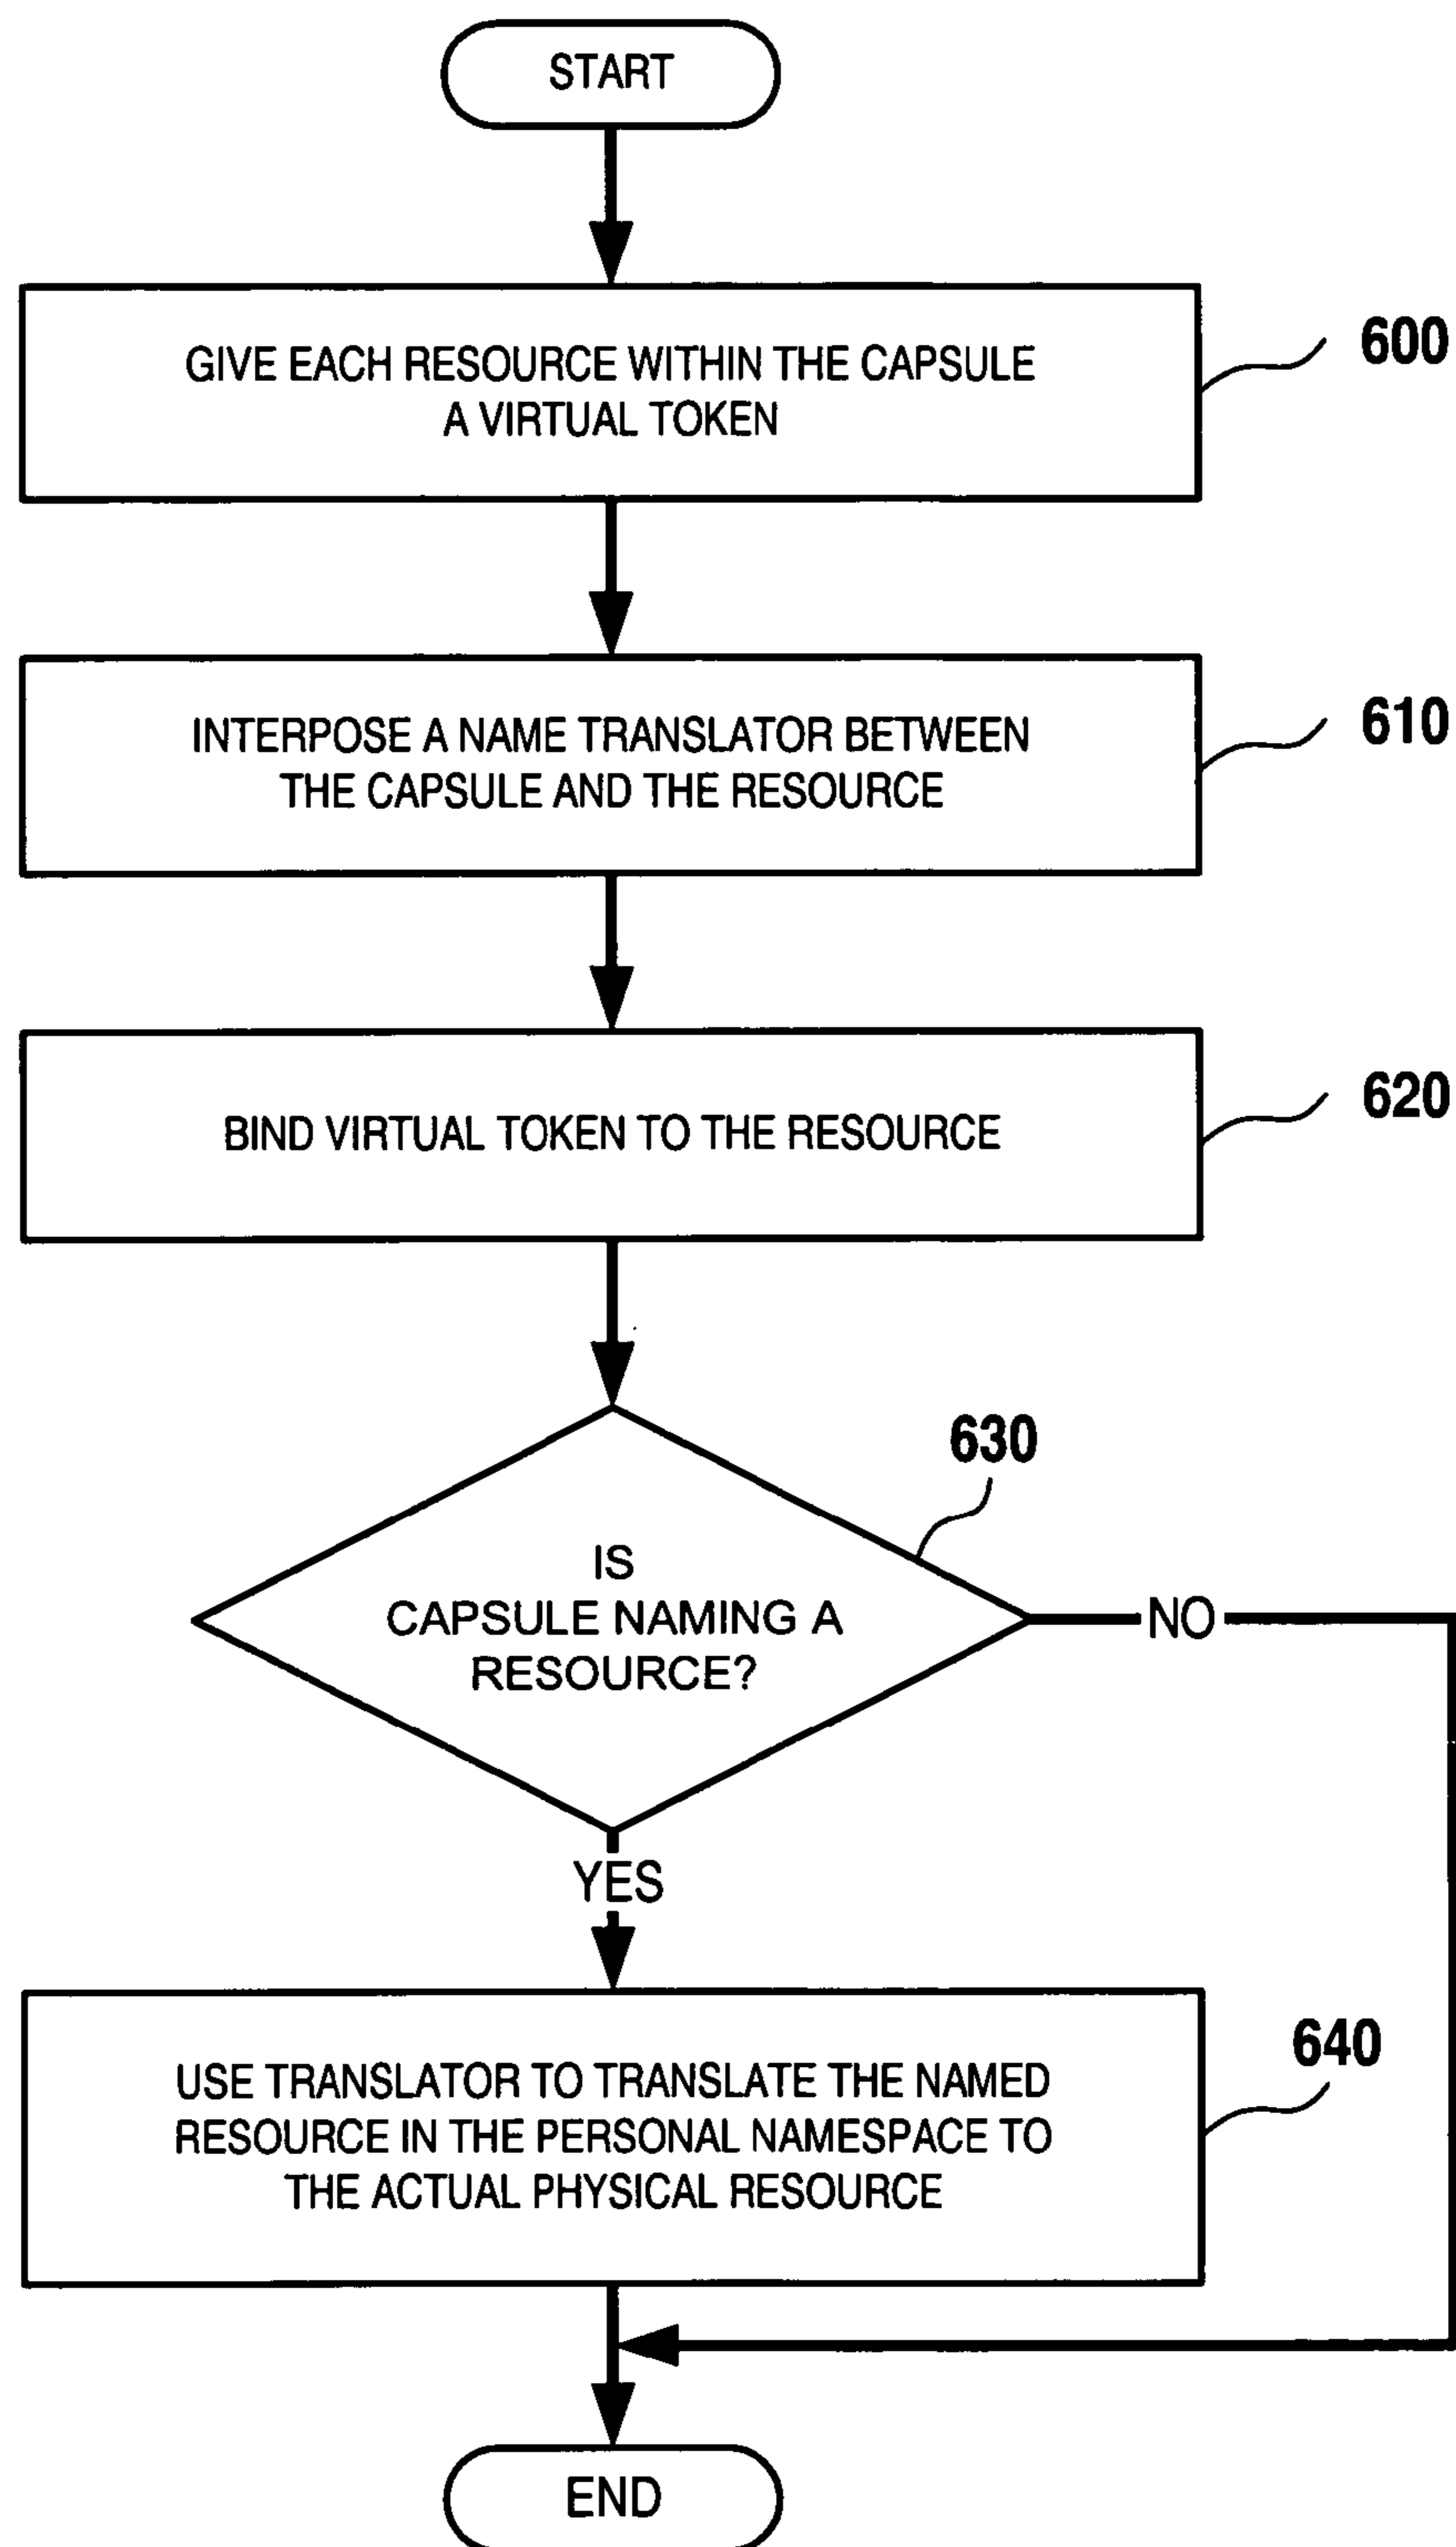 START
GIVE EACH RESOURCE WITHIN THE CAPSULE
A VIRTUAL TOKEN
600
INTERPOSE A NAME TRANSLATOR BETWEEN
THE CAPSULE AND THE RESOURCE
610
BIND VIRTUAL TOKEN TO THE RESOURCE
620
630
IS
CAPSULE NAMING A
RESOURCE?
NO
YES
USE TRANSLATOR TO TRANSLATE THE NAMED
RESOURCE IN THE PERSONAL NAMESPACE TO
THE ACTUAL PHYSICAL RESOURCE
640
END